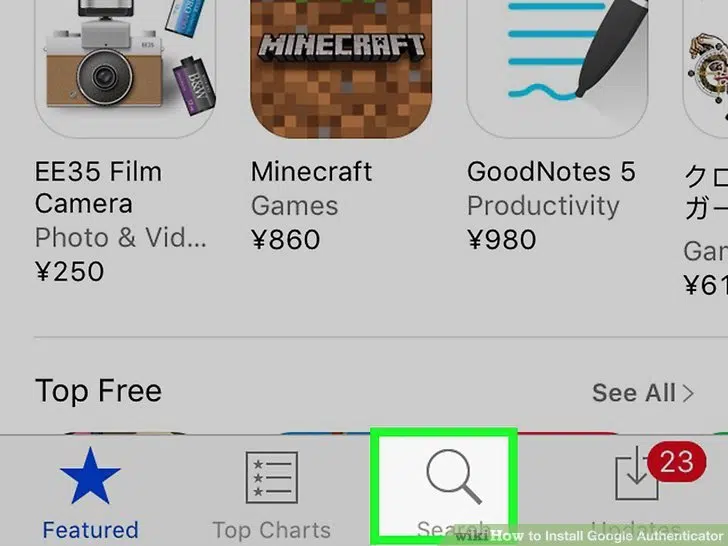 EE35
B&W
MINECRAFT
EE35 Film
Camera
Photo & Vid...
¥250
Minecraft
Games
¥860
GoodNotes 5
Productivity
¥980
クロ
ガー
Gam
¥61
Top Free
See All >
23
Featured
Top Charts
Search
Updates
wikiHow to Install Google Authenticator